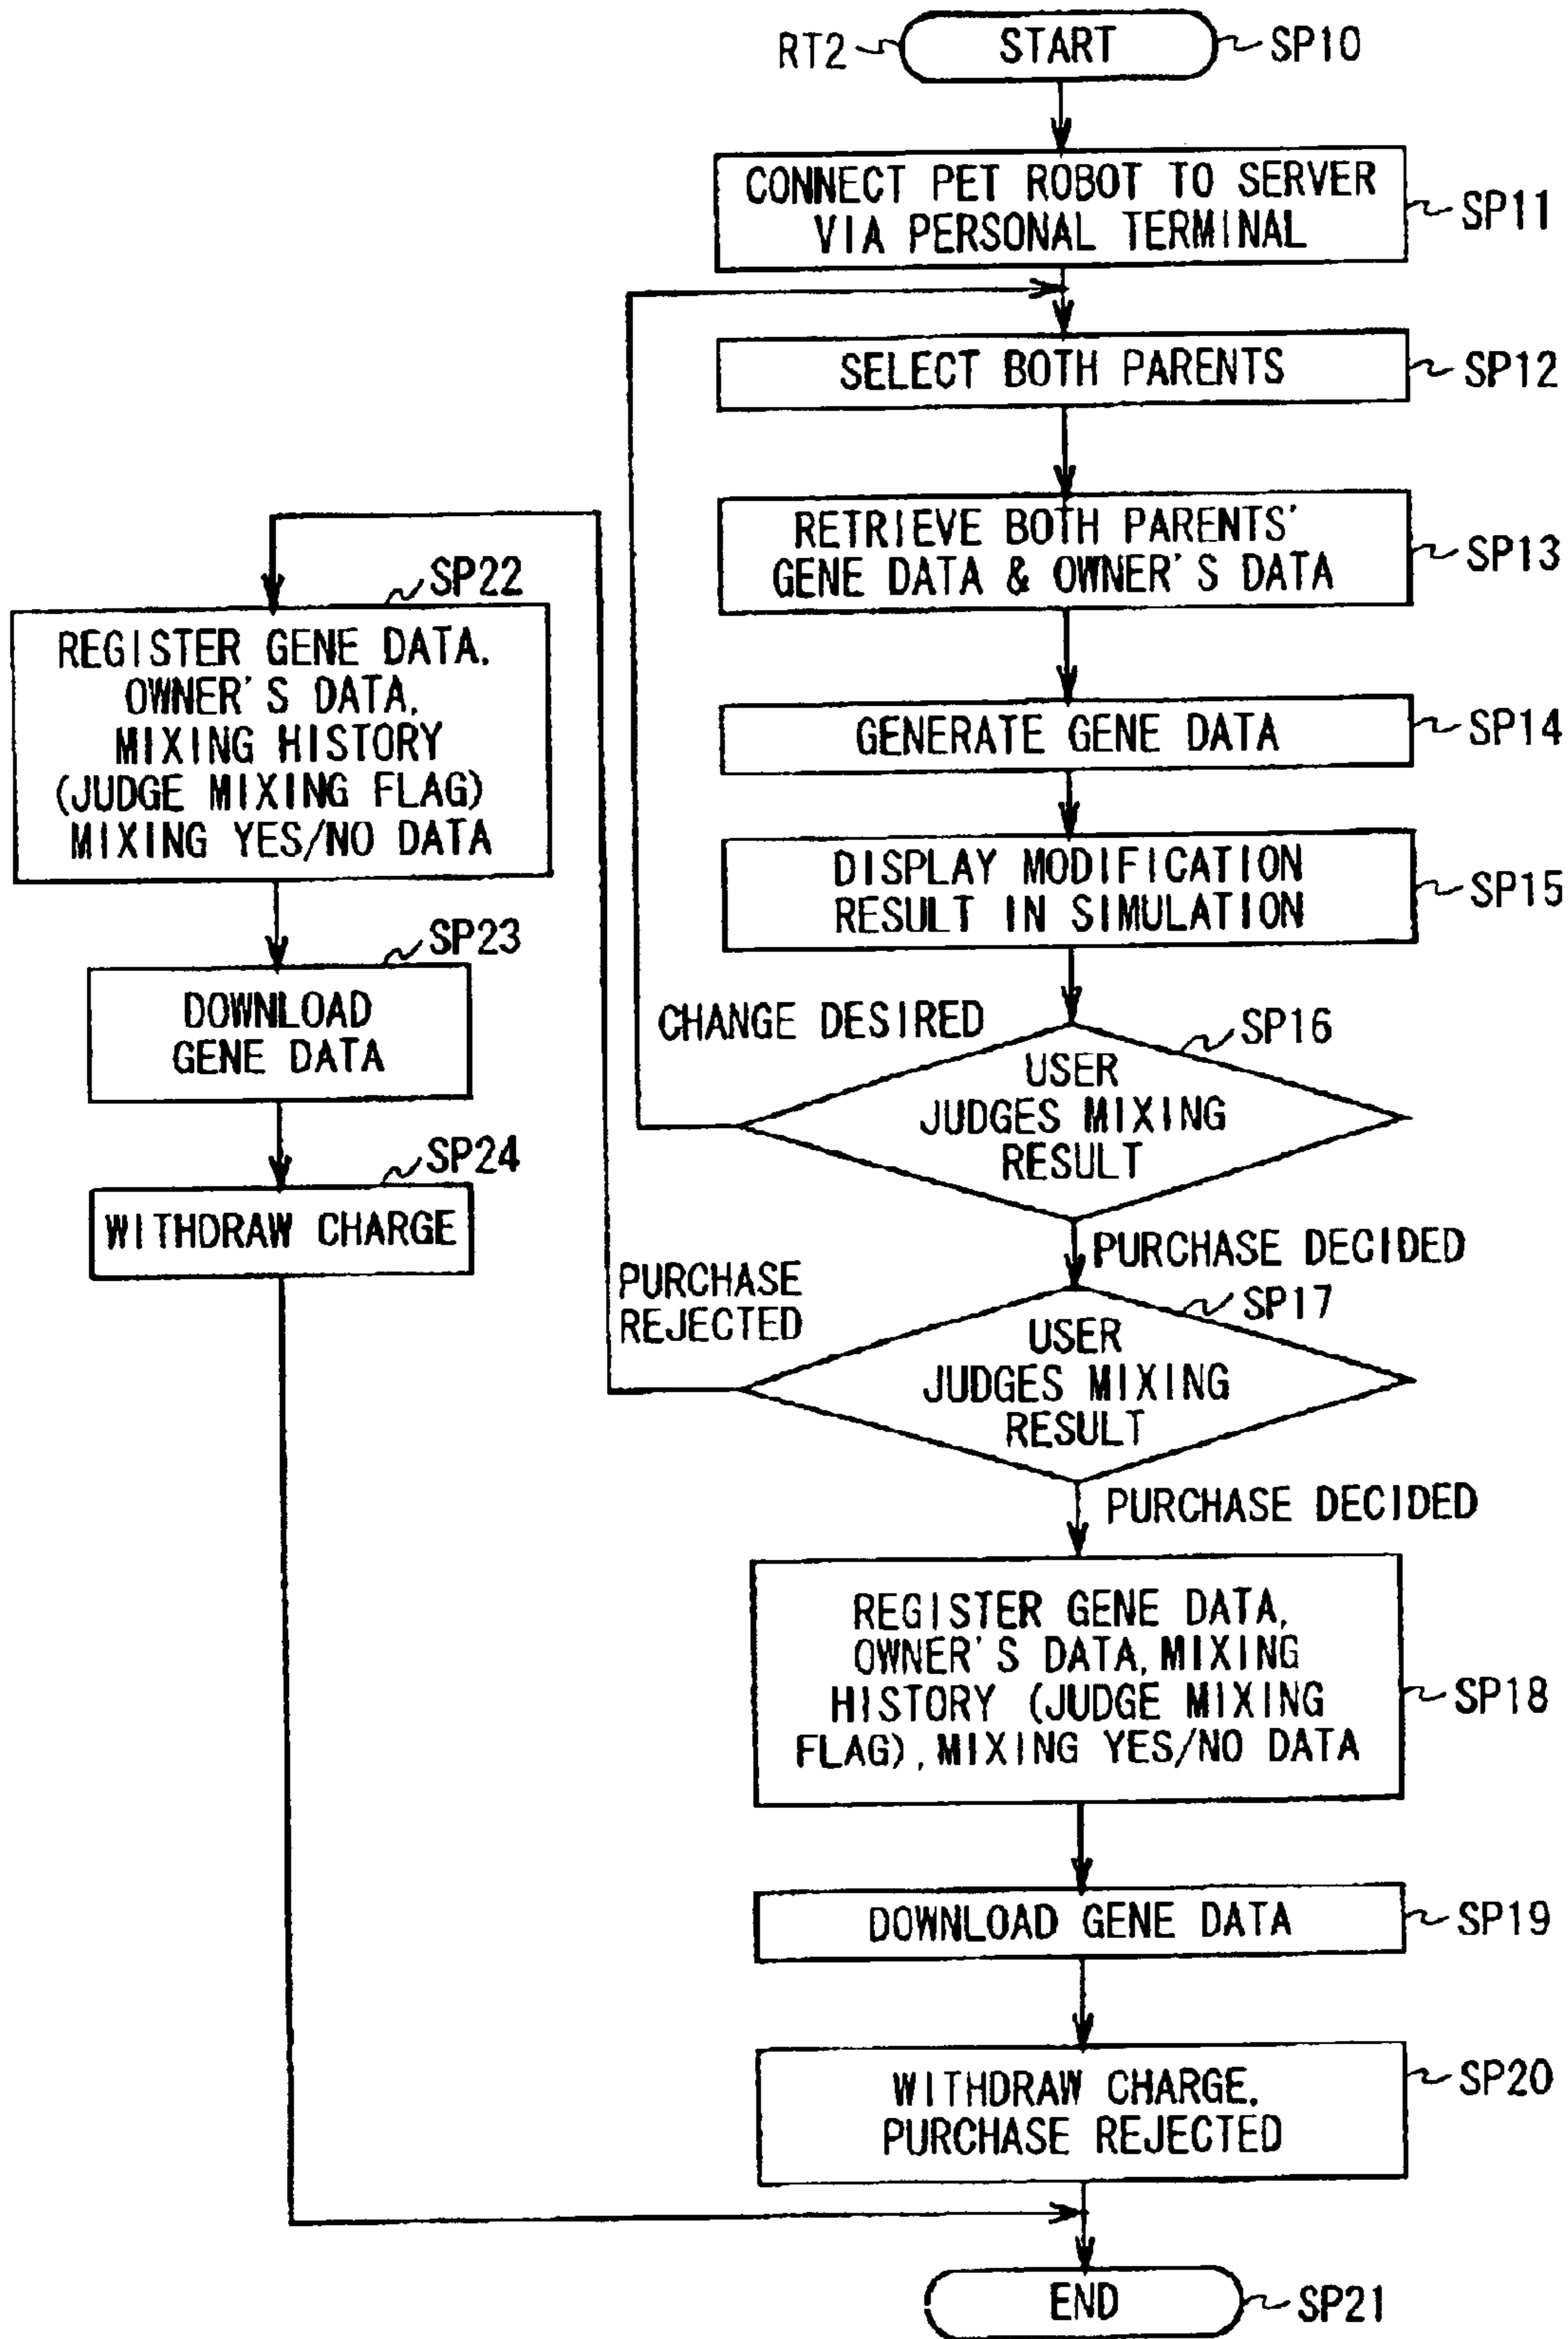 RT2
START
SP10
CONNECT PET ROBOT TO SERVER
VIA PERSONAL TERMINAL
SP11
SELECT BOTH PARENTS
SP12
RETRIEVE BOTH PARENTS'
GENE DATA & OWNER'S DATA
SP13
GENERATE GENE DATA
SP14
DISPLAY MODIFICATION
RESULT IN SIMULATION
SP15
CHANGE DESIRED
USER
JUDGES MIXING
RESULT
SP16
PURCHASE DECIDED
PURCHASE
REJECTED
USER
JUDGES MIXING
RESULT
SP17
PURCHASE DECIDED
REGISTER GENE DATA,
OWNER'S DATA, MIXING
HISTORY (JUDGE MIXING
FLAG), MIXING YES/NO DATA
SP18
DOWNLOAD GENE DATA
SP19
WITHDRAW CHARGE,
PURCHASE REJECTED
SP20
END
SP21
SP22
REGISTER GENE DATA,
OWNER'S DATA,
MIXING HISTORY
(JUDGE MIXING FLAG)
MIXING YES/NO DATA
SP23
DOWNLOAD
GENE DATA
SP24
WITHDRAW CHARGE